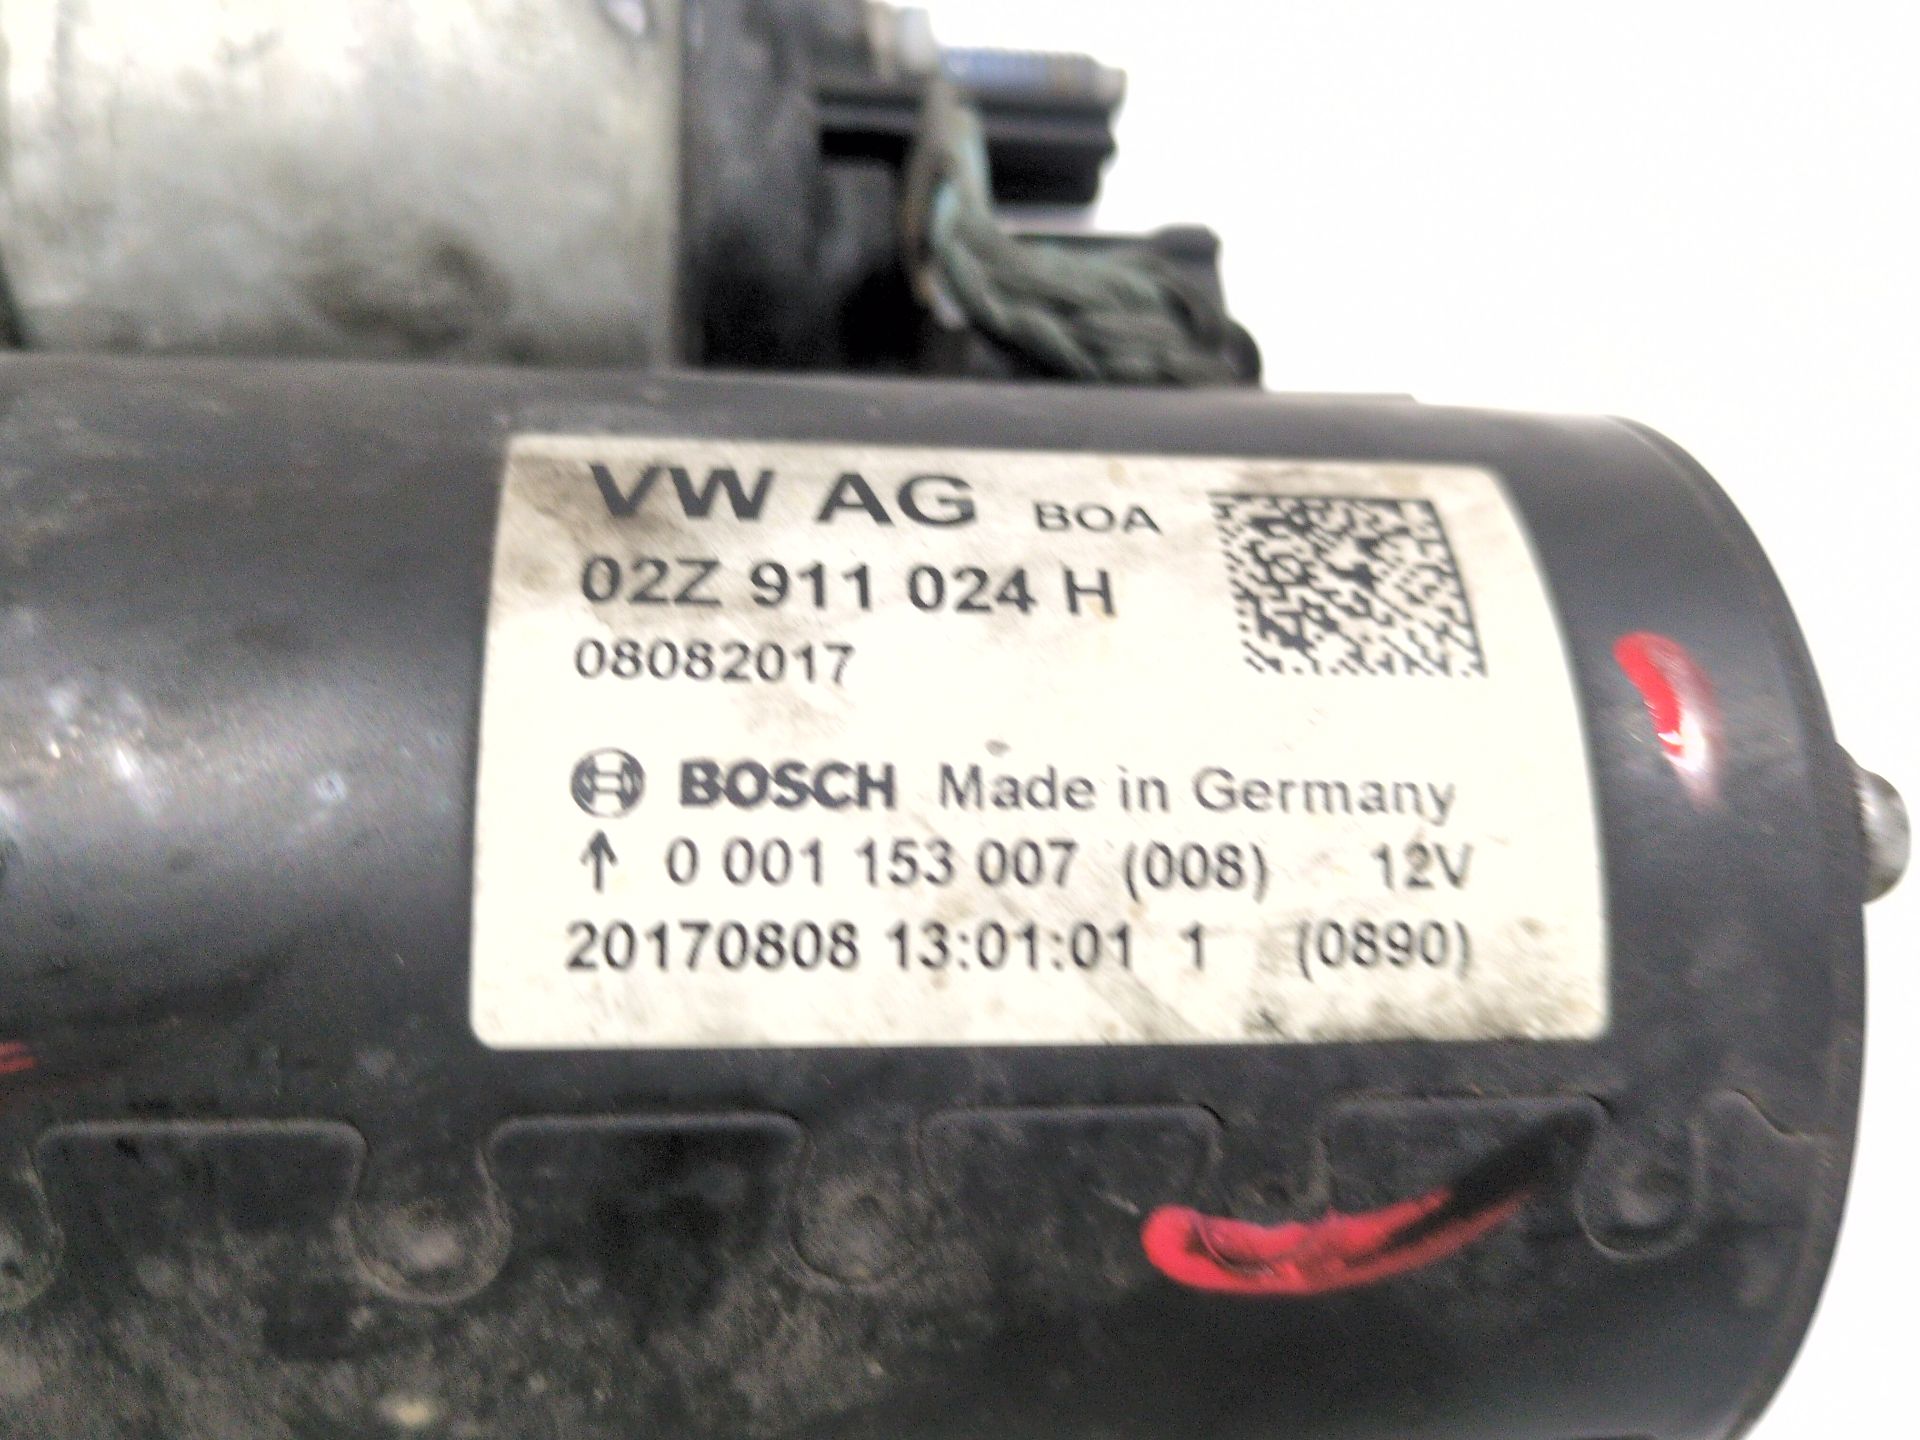 VW AG BOA
02Z 911 024 H
08082017
BOSCH Made in Germany
↑ 0 001 153 007 (008) 12V
20170808 13:01:01 1 (0890)